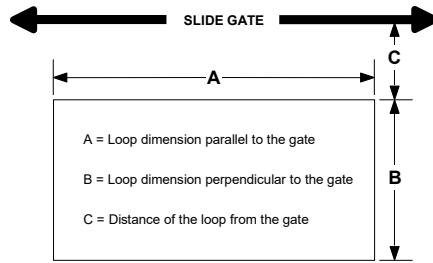 SLIDE GATE
C
A
A = Loop dimension parallel to the gate
B = Loop dimension perpendicular to the gate
B
C = Distance of the loop from the gate